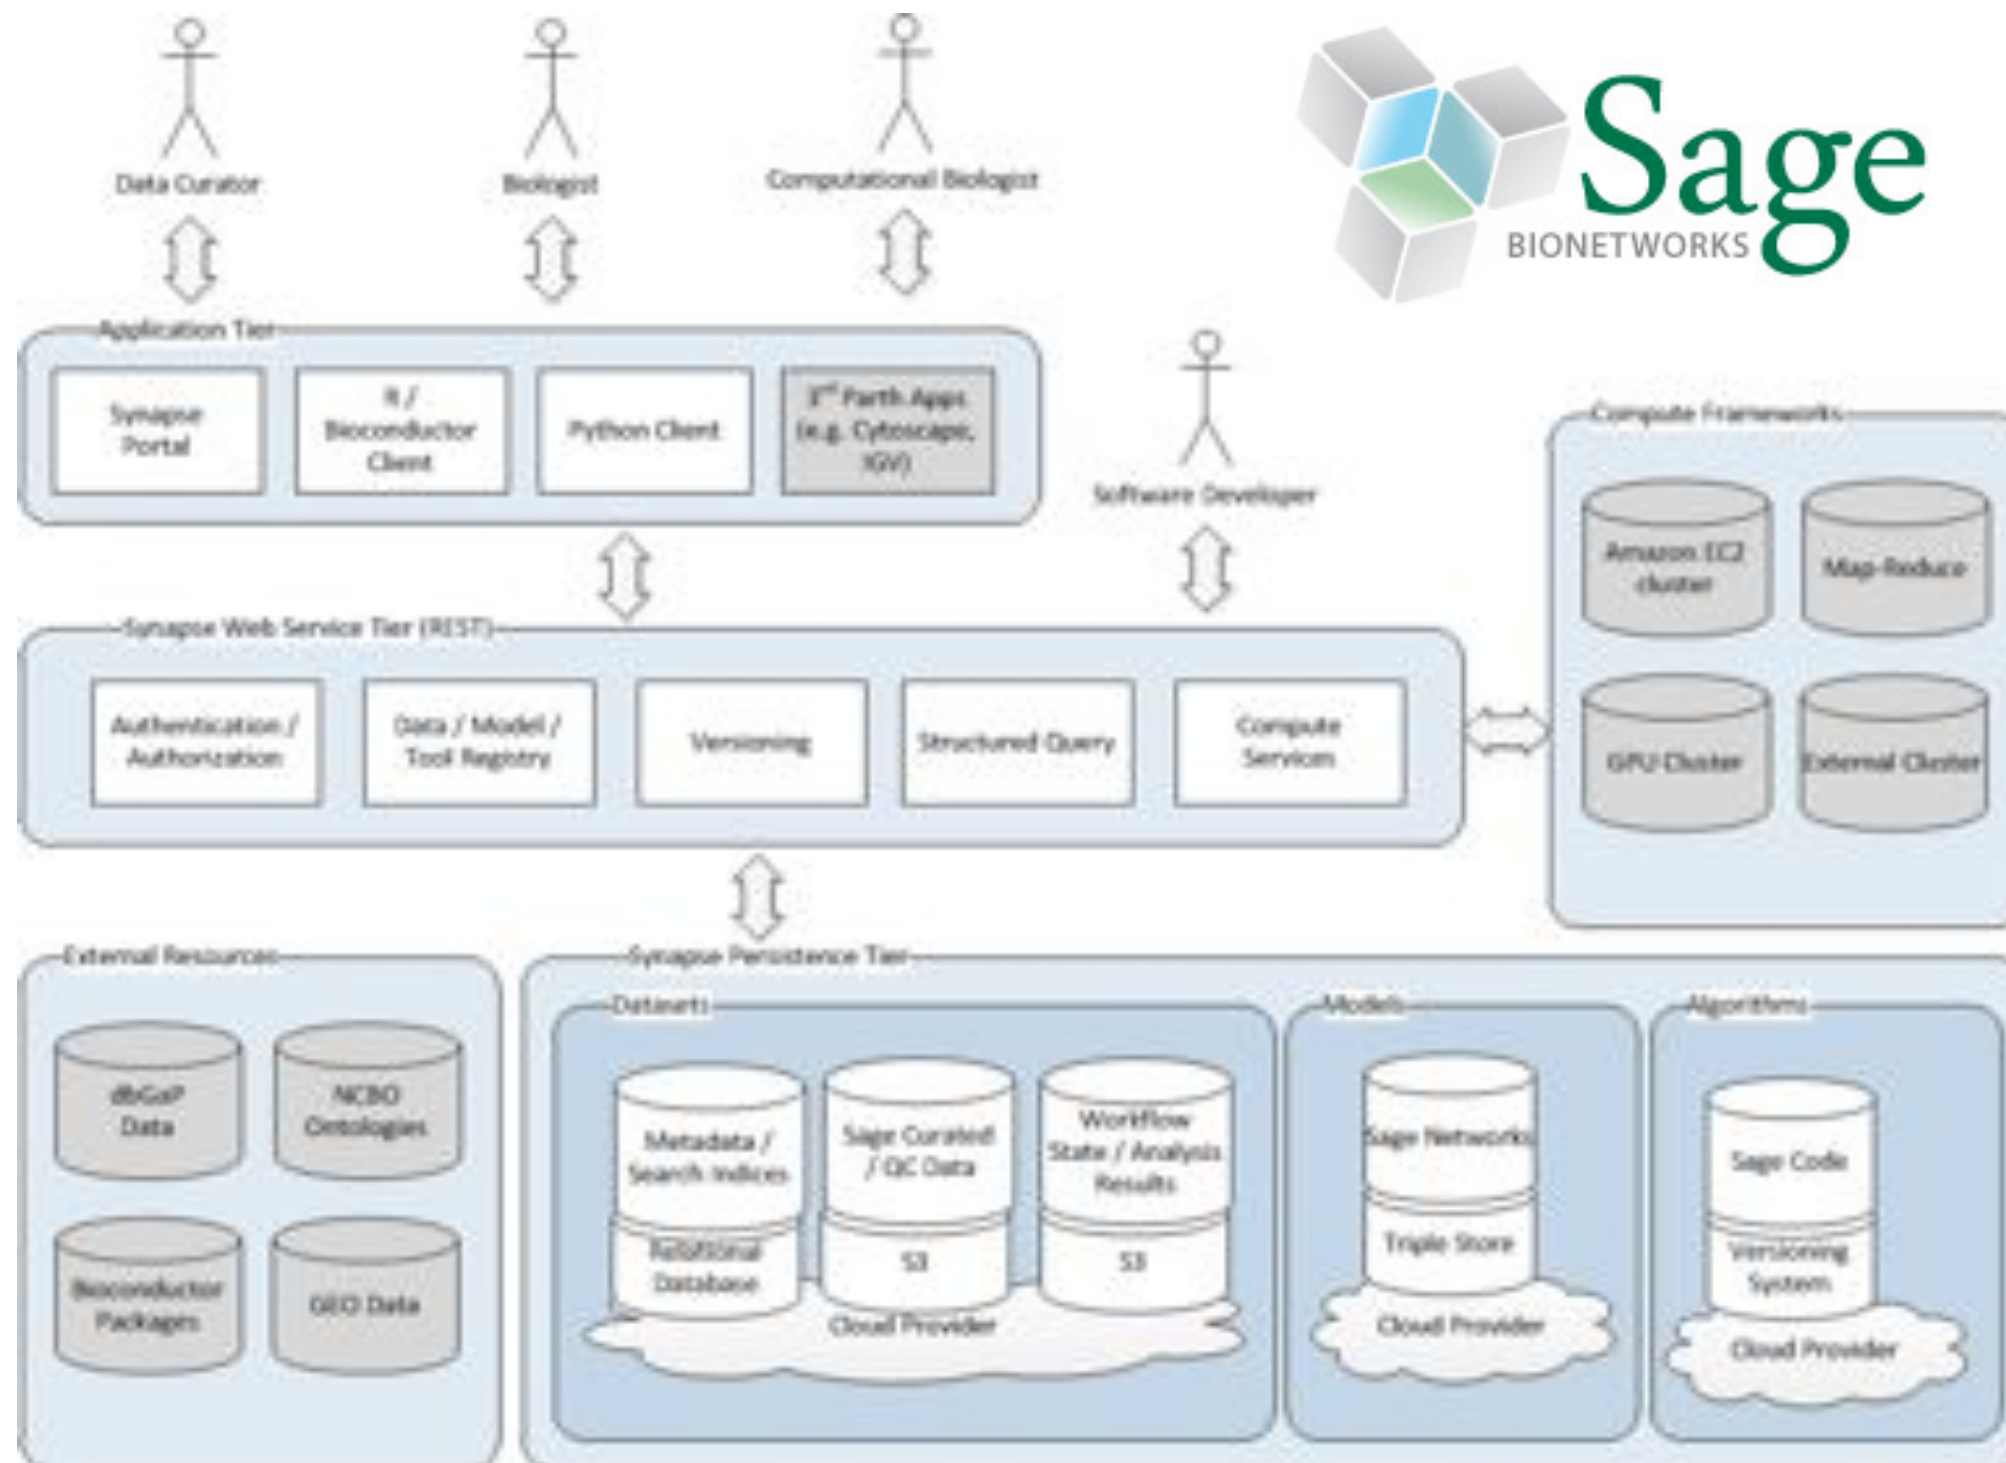 Data Curator
Biologist
Computational Biologist
Sage
BIONETWORKS
Application Tier
Synapse
Portal
R /
Bioconductor
Client
Python Client
3rd Parth Apps
(e.g. Cytoscape,
IGV)
Software Developer
Compute Frameworks
Amazon EC2
cluster
Map-Reduce
GPU Cluster
External Cluster
Synapse Web Service Tier (REST)
Authentication /
Authorization
Data / Model /
Tool Registry
Versioning
Structured Query
Compute
Services
External Resources
dbGaP
Data
NCBO
Ontologies
Bioconductor
Packages
GEO Data
Synapse Persistence Tier
Datasets
Metadata /
Search Indices
Relational
Database
Sage Curated
/ QC Data
S3
Workflow
State / Analysis
Results
S3
Cloud Provider
Models
Sage Networks
Triple Store
Cloud Provider
Algorithms
Sage Code
Versioning
System
Cloud Provider